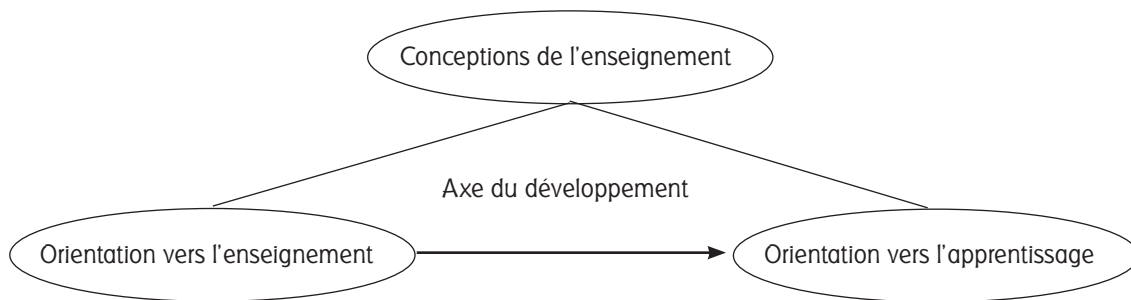 Conceptions de l'enseignement
Axe du développement
Orientation vers l'enseignement
Orientation vers l'apprentissage